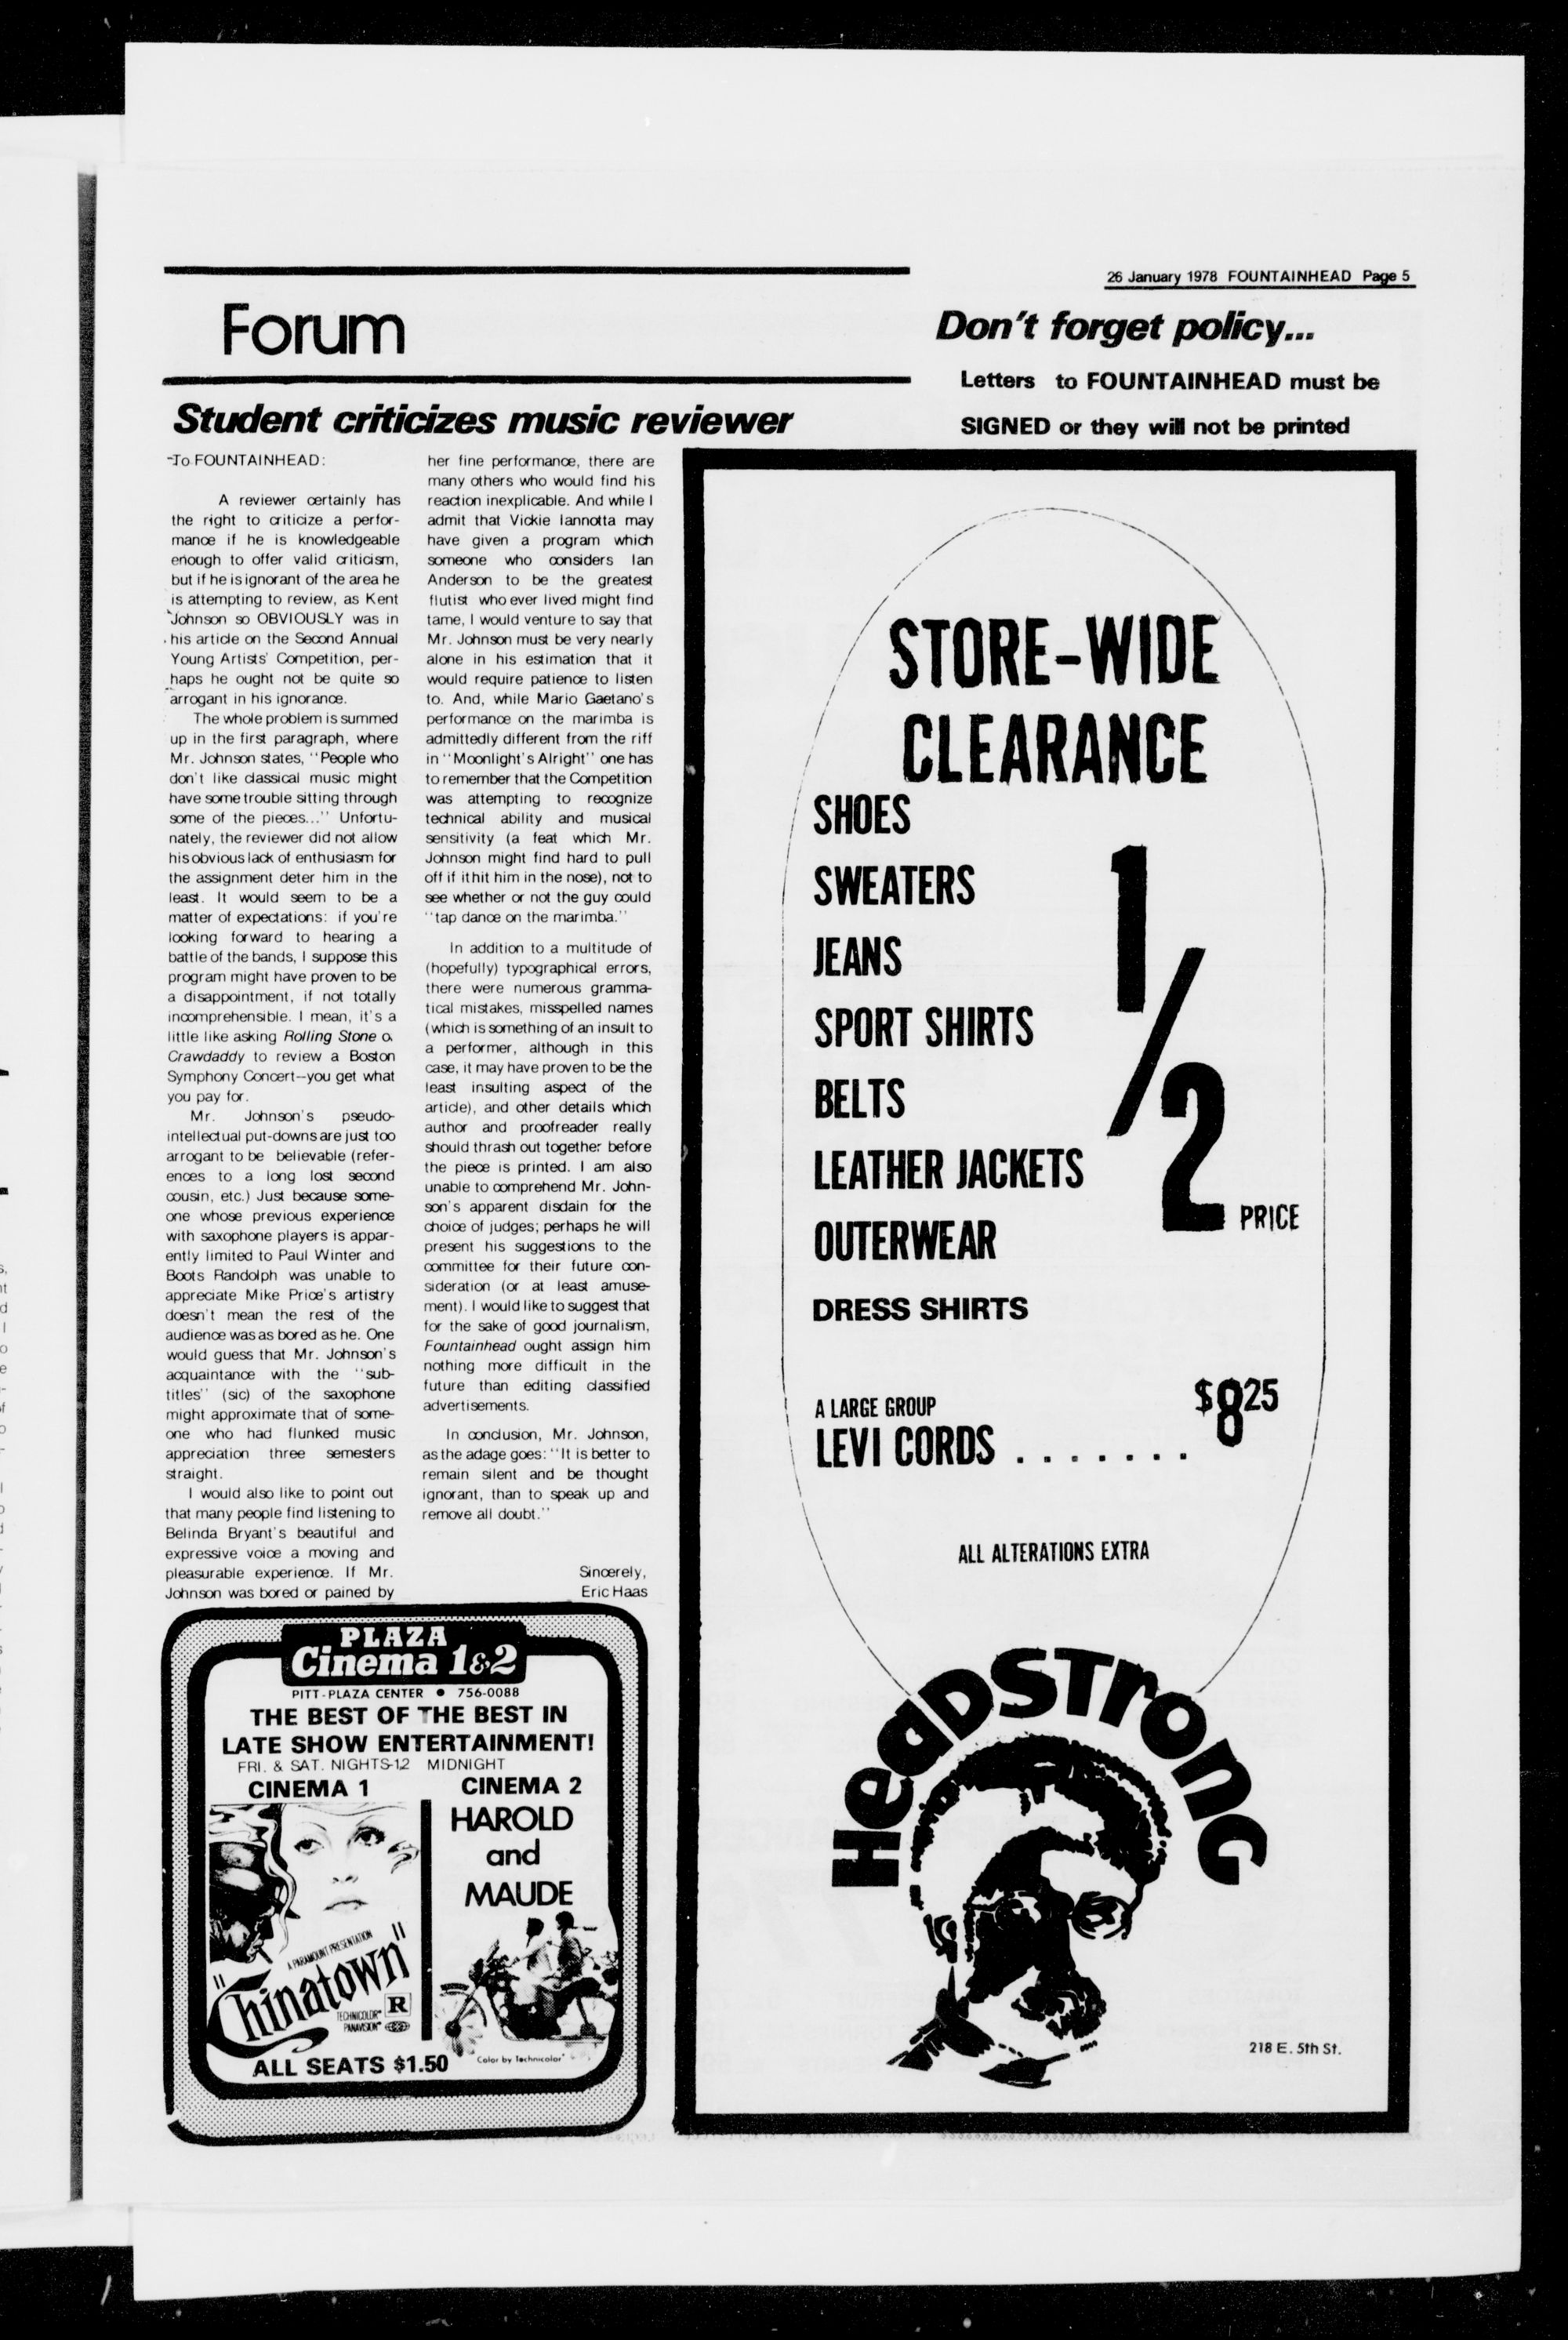 26 January 1978 FOUNTAINHEAD Page 5
Forum
Don't forget policy...
Letters to FOUNTAINHEAD must be
SIGNED or they will not be printed
Student criticizes music reviewer
To FOUNTAINHEAD:
A reviewer certainly has
the right to criticize a perfor-
mance if he is knowledgeable
enough to offer valid criticism,
but if he is ignorant of the area he
is attempting to review, as Kent
Johnson so OBVIOUSLY was in
his article on the Second Annual
Young Artists' Competition, per-
haps he ought not be quite so
arrogant in his ignorance.
The whole problem is summed
up in the first paragraph, where
Mr. Johnson states, "People who
don't like classical music might
have some trouble sitting through
some of the pieces..." Unfortu-
nately, the reviewer did not allow
his obvious lack of enthusiasm for
the assignment deter him in the
least. It would seem to be a
matter of expectations: if you're
looking forward to hearing a
battle of the bands, I suppose this
program might have proven to be
a disappointment, if not totally
incomprehensible. I mean, it's a
little like asking Rolling Stone o
Crawdaddy to review a Boston
Symphony Concert--you get what
you pay for.
Mr. Johnson's pseudo-
intellectual put-downs are just too
arrogant to be believable (refer-
ences to a long lost second
cousin, etc.) Just because some-
one whose previous experience
with saxophone players is appar-
ently limited to Paul Winter and
Boots Randolph was unable to
appreciate Mike Price's artistry
doesn't mean the rest of the
audience was as bored as he. One
would guess that Mr. Johnson's
acquaintance with the "sub-
titles" (sic) of the saxophone
might approximate that of some-
one who had flunked music
appreciation three semesters
straight.
I would also like to point out
that many people find listening to
Belinda Bryant's beautiful and
expressive voice a moving and
pleasurable experience. If Mr.
Johnson was bored or pained by
her fine performance, there are
many others who would find his
reaction inexplicable. And while I
admit that Vickie Iannotta may
have given a program which
someone who considers Ian
Anderson to be the greatest
flutist who ever lived might find
tame, I would venture to say that
Mr. Johnson must be very nearly
alone in his estimation that it
would require patience to listen
to. And, while Mario Gaetano's
performance on the marimba is
admittedly different from the riff
in "Moonlight's Alright" one has
to remember that the Competition
was attempting to recognize
technical ability and musical
sensitivity (a feat which Mr.
Johnson might find hard to pull
off if it hit him in the nose), not to
see whether or not the guy could
"tap dance on the marimba."
In addition to a multitude of
(hopefully) typographical errors,
there were numerous gramma-
tical mistakes, misspelled names
(which is something of an insult to
a performer, although in this
case, it may have proven to be the
least insulting aspect of the
article), and other details which
author and proofreader really
should thrash out together before
the piece is printed. I am also
unable to comprehend Mr. John-
son's apparent disdain for the
choice of judges; perhaps he will
present his suggestions to the
committee for their future con-
sideration (or at least amuse-
ment). I would like to suggest that
for the sake of good journalism,
Fountainhead ought assign him
nothing more difficult in the
future than editing classified
advertisements.
In conclusion, Mr. Johnson,
as the adage goes: "It is better to
remain silent and be thought
ignorant, than to speak up and
remove all doubt."
Sincerely,
Eric Haas
PLAZA
Cinema 1&2
PITT-PLAZA CENTER • 756-0088
THE BEST OF THE BEST IN
LATE SHOW ENTERTAINMENT!
FRI. & SAT. NIGHTS-12 MIDNIGHT
CINEMA 1
A PARAMOUNT PRESENTATION
"Chinatown"
TECHNICOLOR®
PANAVISION®
R
CINEMA 2
HAROLD
and
MAUDE
Color by Technicolor®
ALL SEATS $1.50
STORE-WIDE
CLEARANCE
SHOES
SWEATERS
JEANS
SPORT SHIRTS
BELTS
LEATHER JACKETS
OUTERWEAR
DRESS SHIRTS
1/2 PRICE
A LARGE GROUP
LEVI CORDS ........ $8 25
ALL ALTERATIONS EXTRA
HeaDSTronG
218 E. 5th St.